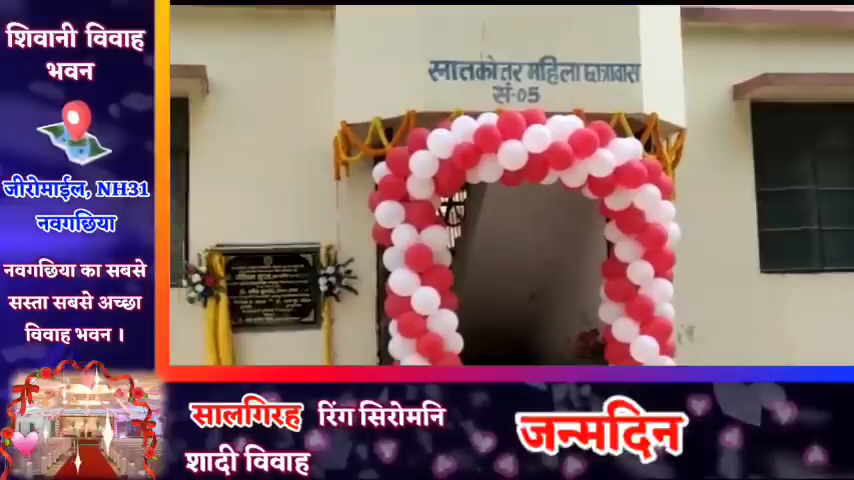 शिवानी विवाह
भवन
जीरोमाईल, NH31
नवगछिया
नवगछिया का सबसे
सस्ता सबसे अच्छा
विवाह भवन ।
स्नातकोत्तर महिला छात्रावास
सं-05
सालगिरह रिंग सिरोमनि
शादी विवाह
जन्मदिन